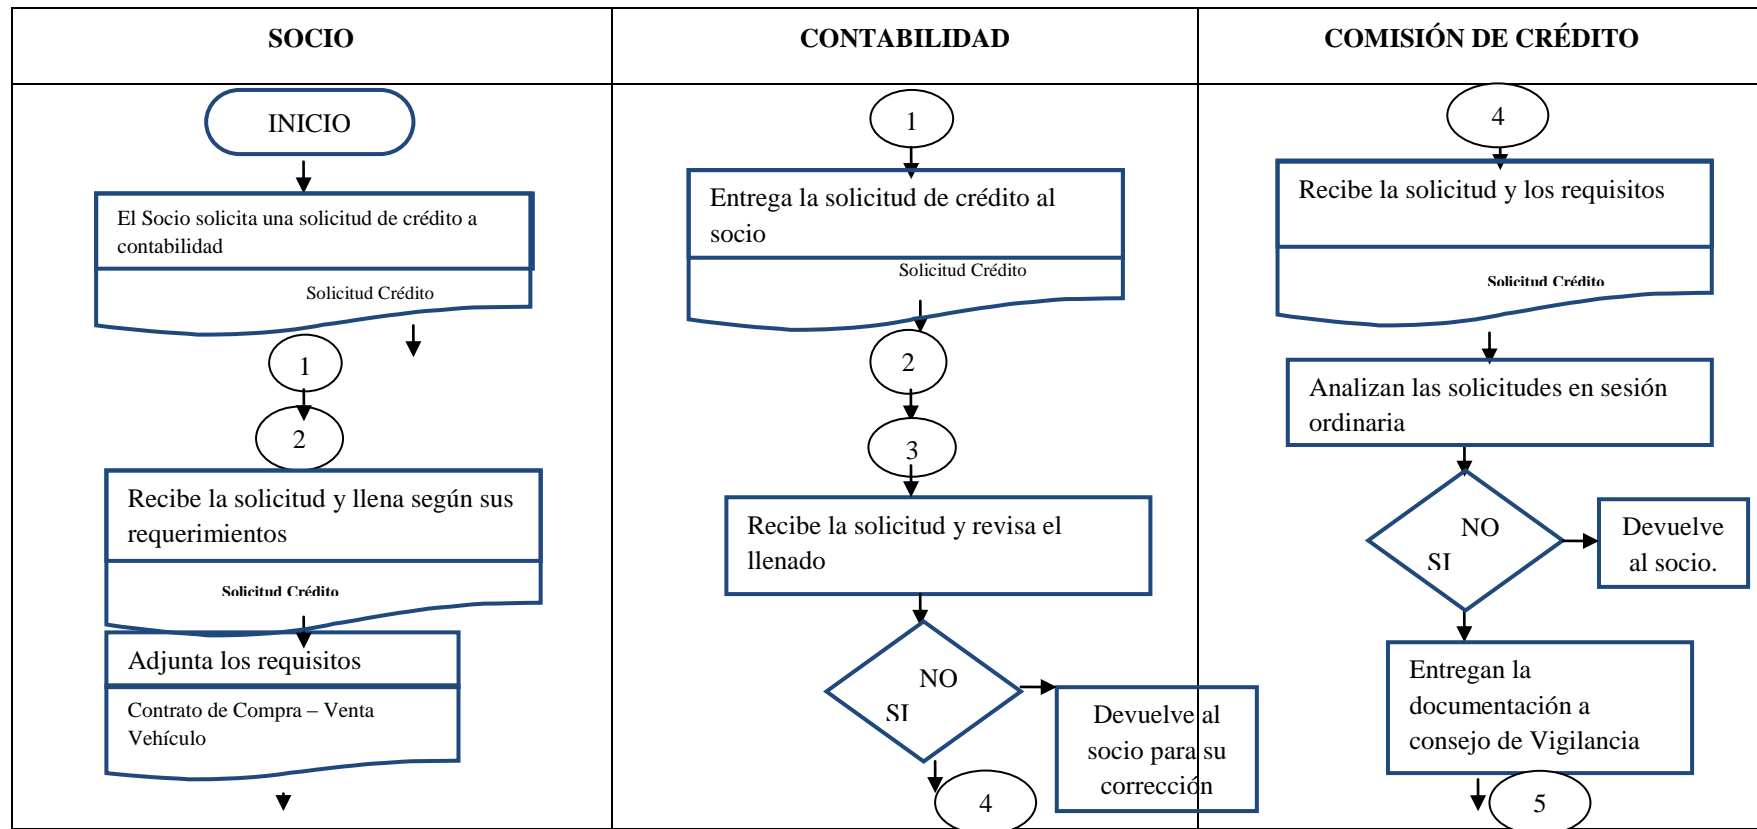 SOCIO
CONTABILIDAD
COMISIÓN DE CRÉDITO
INICIO
El Socio solicita una solicitud de crédito a
contabilidad
Solicitud Crédito
1
2
Recibe la solicitud y llena según sus
requerimientos
Solicitud Crédito
Adjunta los requisitos
Contrato de Compra – Venta
Vehículo
1
Entrega la solicitud de crédito al
socio
Solicitud Crédito
2
3
Recibe la solicitud y revisa el
llenado
NO
SI
Devuelve al
socio para su
corrección
4
4
Recibe la solicitud y los requisitos
Solicitud Crédito
Analizan las solicitudes en sesión
ordinaria
NO
SI
Devuelve
al socio.
Entregan la
documentación a
consejo de Vigilancia
5